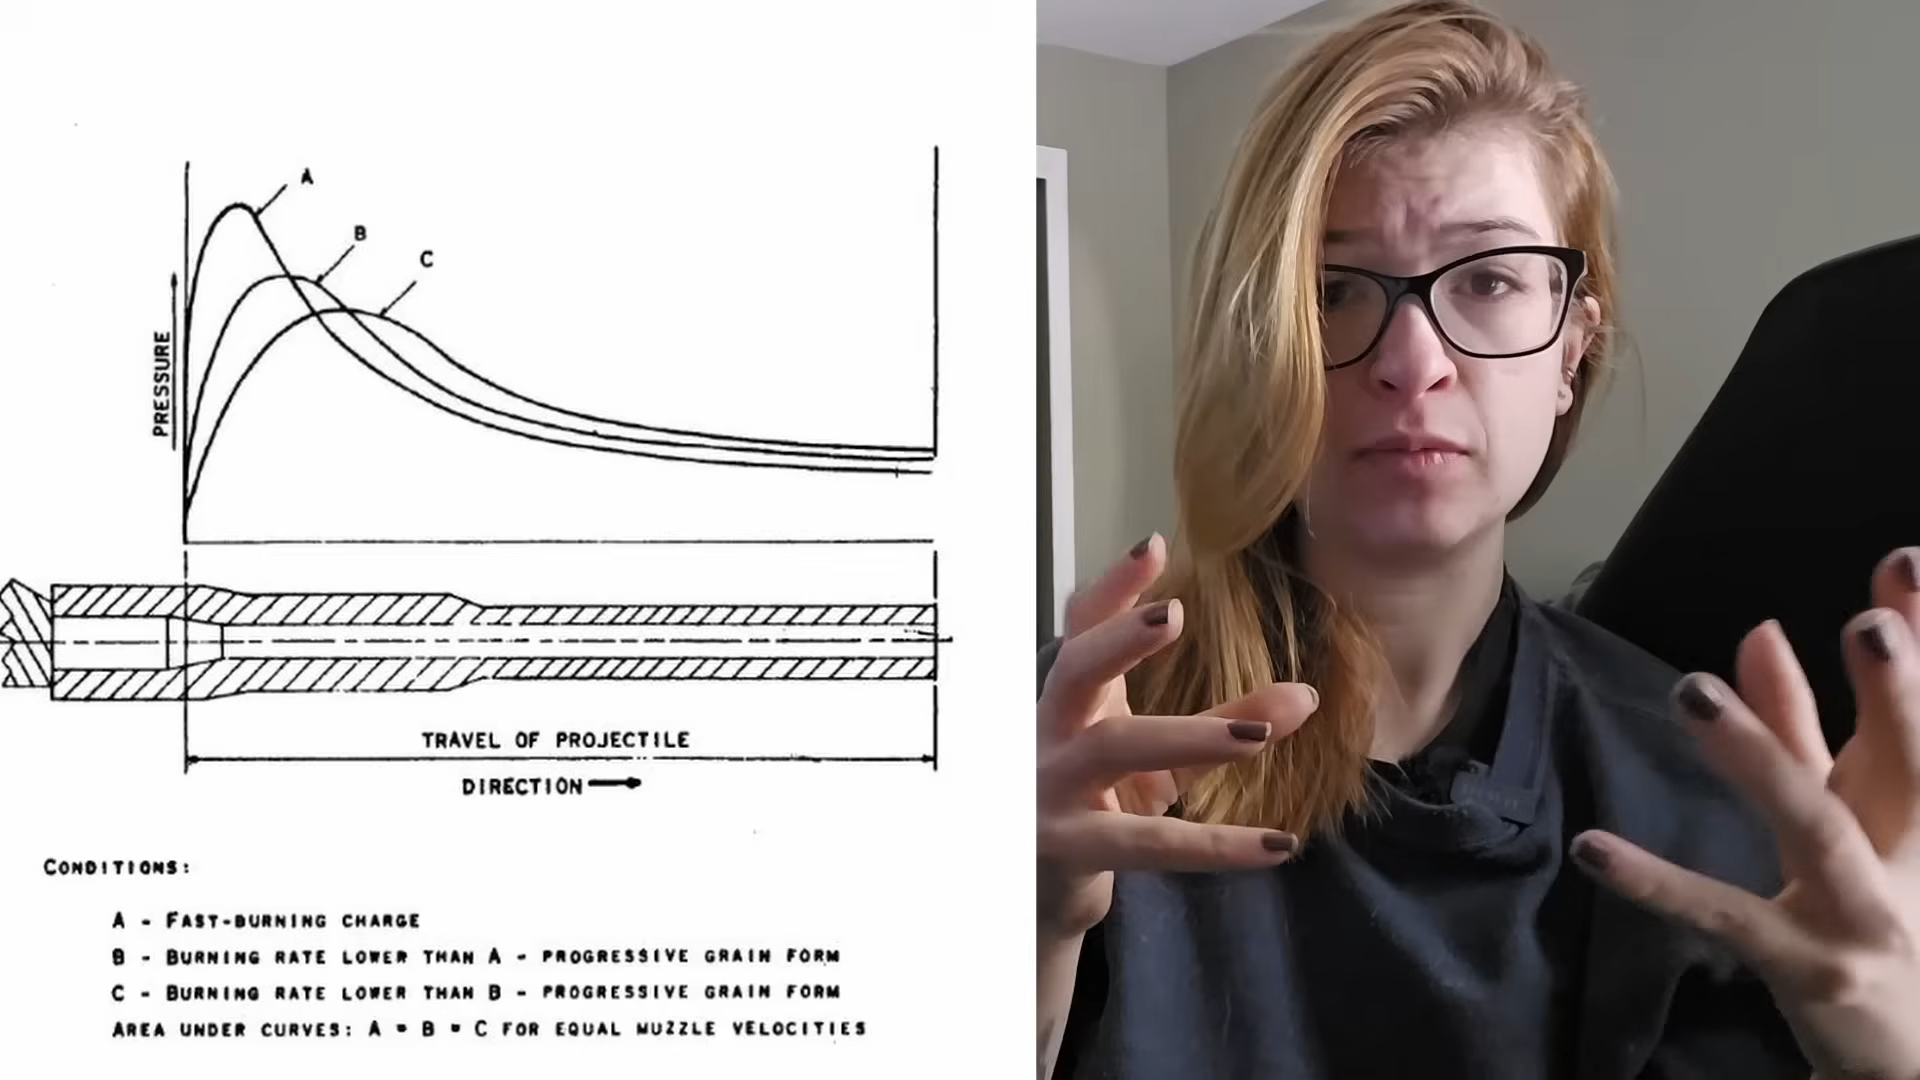 A
B
C
PRESSURE
TRAVEL OF PROJECTILE
DIRECTION
CONDITIONS:
A - FAST-BURNING CHARGE
B - BURNING RATE LOWER THAN A - PROGRESSIVE GRAIN FORM
C - BURNING RATE LOWER THAN B - PROGRESSIVE GRAIN FORM
AREA UNDER CURVES: A = B = C FOR EQUAL MUZZLE VELOCITIES